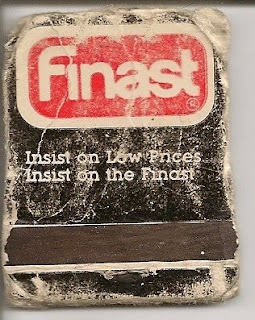 Finast
®
Insist on Low Prices
Insist on the Finast